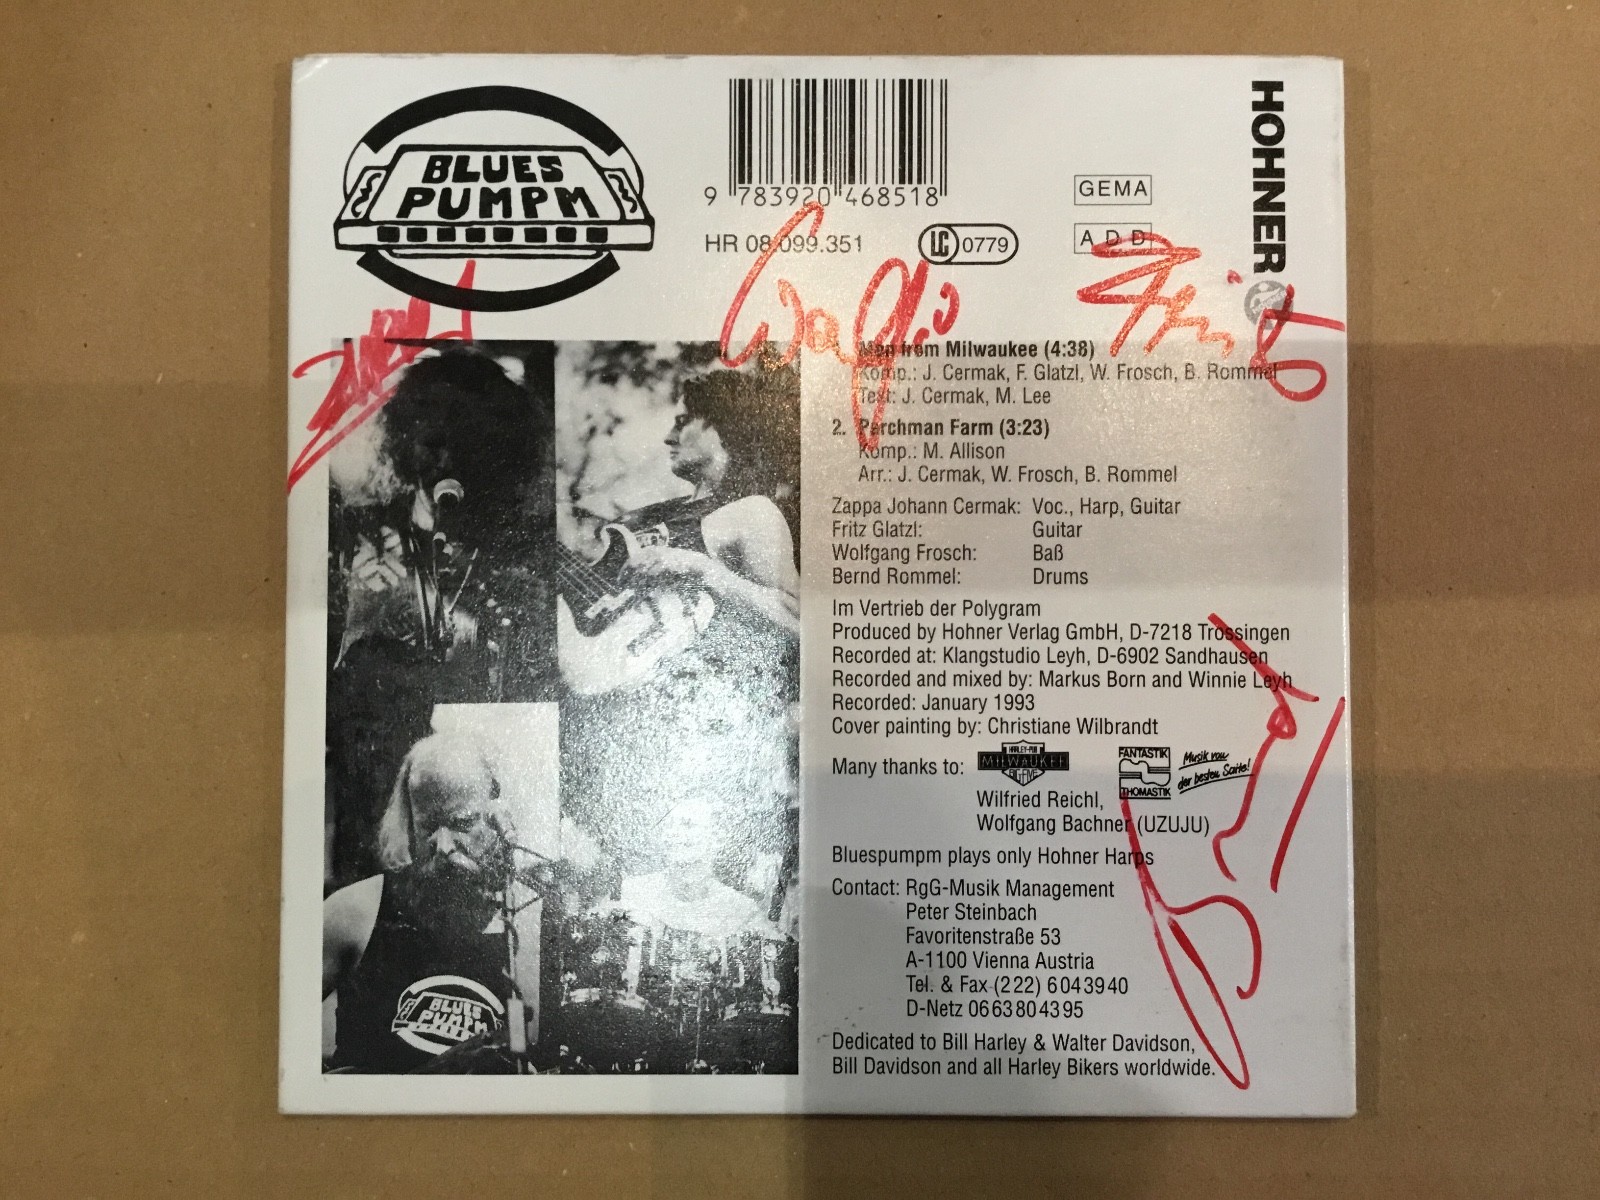 BLUES
PUMPM
9 783920 468518
HR 08.099.351
LC 0779
GEMA
ADD
HOHNER
Men from Milwaukee (4:38)
Komp.: J. Cermak, F. Glatzl, W. Frosch, B. Rommel
Text: J. Cermak, M. Lee
2. Parchman Farm (3:23)
Komp.: M. Allison
Arr.: J. Cermak, W. Frosch, B. Rommel
Zappa Johann Cermak: Voc., Harp, Guitar
Fritz Glatzl: Guitar
Wolfgang Frosch: Baß
Bernd Rommel: Drums
Im Vertrieb der Polygram
Produced by Hohner Verlag GmbH, D-7218 Trossingen
Recorded at: Klangstudio Leyh, D-6902 Sandhausen
Recorded and mixed by: Markus Born and Winnie Leyh
Recorded: January 1993
Cover painting by: Christiane Wilbrandt
Many thanks to:
HARLEY-PUB
MILWAUKEE
BIG-FIVE
FANTASTIK
THOMASTIK
Musik von
der besten Saite!
Wilfried Reichl,
Wolfgang Bachner (UZUJU)
Bluespumpm plays only Hohner Harps
Contact: RgG-Musik Management
Peter Steinbach
Favoritenstraße 53
A-1100 Vienna Austria
Tel. & Fax (222) 6043940
D-Netz 0663804395
Dedicated to Bill Harley & Walter Davidson,
Bill Davidson and all Harley Bikers worldwide.
BLUES
PUMPM